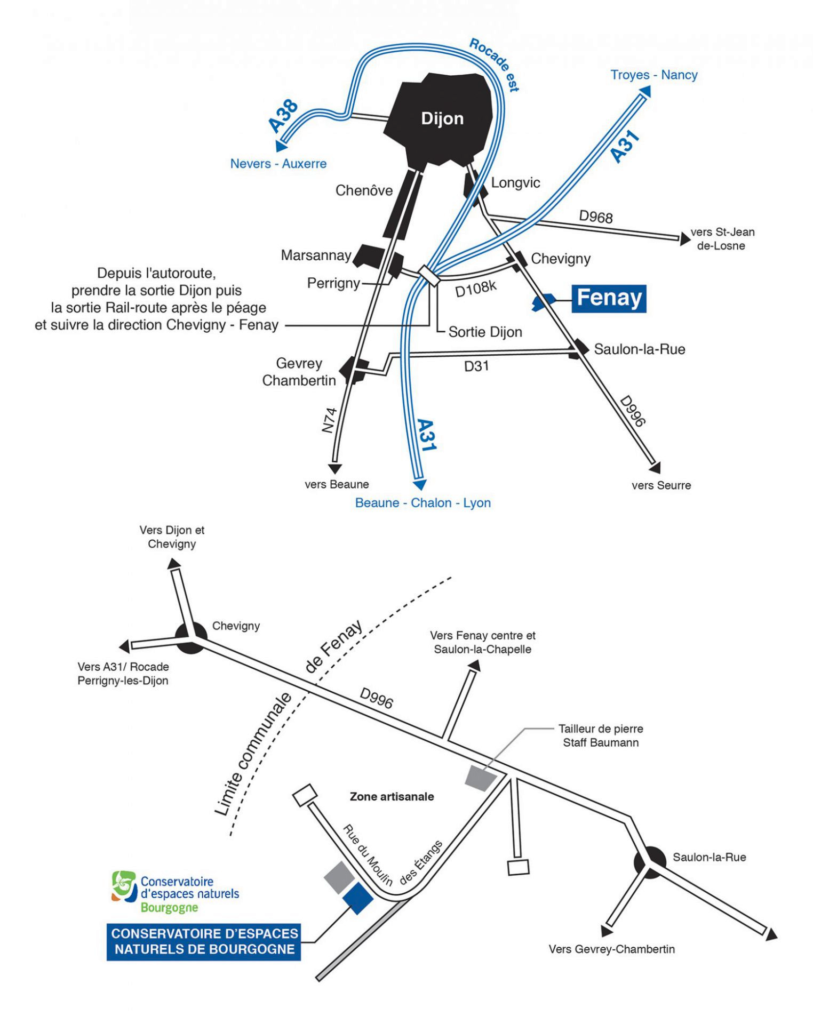 Rocade est
Troyes - Nancy
A38
Dijon
A31
Nevers - Auxerre
Chenôve
Longvic
D968
vers St-Jean
de-Losne
Marsannay
Chevigny
Perrigny
D108k
Depuis l'autoroute,
prendre la sortie Dijon puis
la sortie Rail-route après le péage
et suivre la direction Chevigny - Fenay
Fenay
Sortie Dijon
Saulon-la-Rue
Gevrey
Chambertin
D31
N74
A31
D996
vers Beaune
vers Seurre
Beaune - Chalon - Lyon
Vers Dijon et
Chevigny
Chevigny
Vers A31/ Rocade
Perrigny-les-Dijon
Limite communale de Fenay
Vers Fenay centre et
Saulon-la-Chapelle
D996
Tailleur de pierre
Staff Baumann
Zone artisanale
Rue du Moulin des Étangs
Saulon-la-Rue
Conservatoire
d'espaces naturels
Bourgogne
CONSERVATOIRE D'ESPACES
NATURELS DE BOURGOGNE
Vers Gevrey-Chambertin